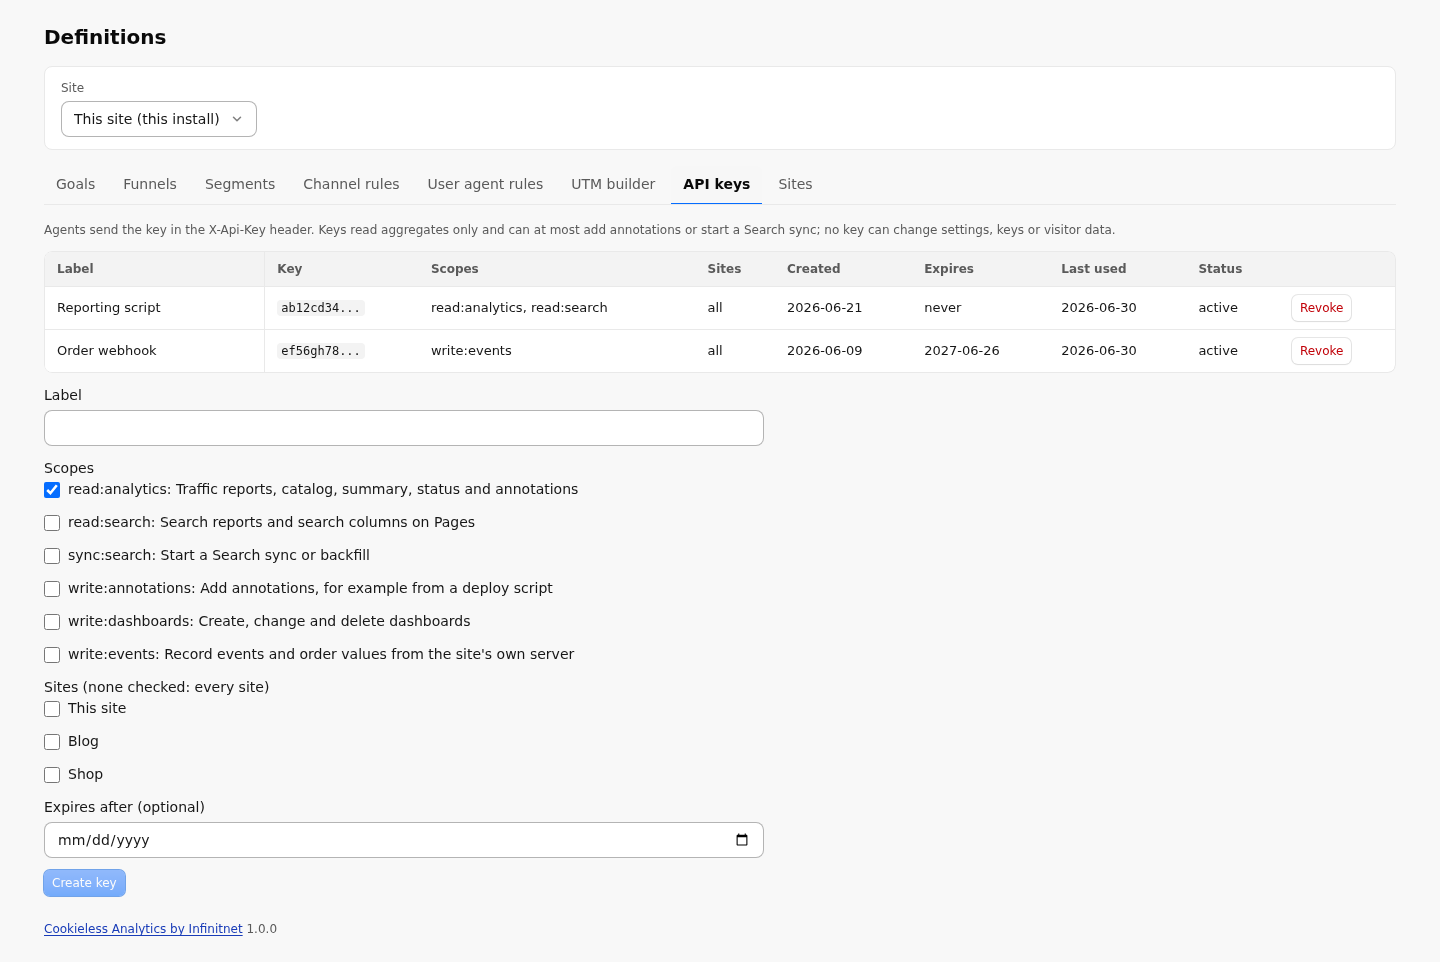 Definitions
Site
This site (this install)
Goals Funnels Segments Channel rules User agent rules UTM builder API keys Sites
Agents send the key in the X-Api-Key header. Keys read aggregates only and can at most add annotations or start a Search sync; no key can change settings, keys or visitor data.
Label Key Scopes Sites Created Expires Last used Status
Reporting script ab12cd34... read:analytics, read:search all 2026-06-21 never 2026-06-30 active Revoke
Order webhook ef56gh78... write:events all 2026-06-09 2027-06-26 2026-06-30 active Revoke
Label
Scopes
read:analytics: Traffic reports, catalog, summary, status and annotations
read:search: Search reports and search columns on Pages
sync:search: Start a Search sync or backfill
write:annotations: Add annotations, for example from a deploy script
write:dashboards: Create, change and delete dashboards
write:events: Record events and order values from the site's own server
Sites (none checked: every site)
This site
Blog
Shop
Expires after (optional)
mm/dd/yyyy
Create key
Cookieless Analytics by Infinitnet 1.0.0